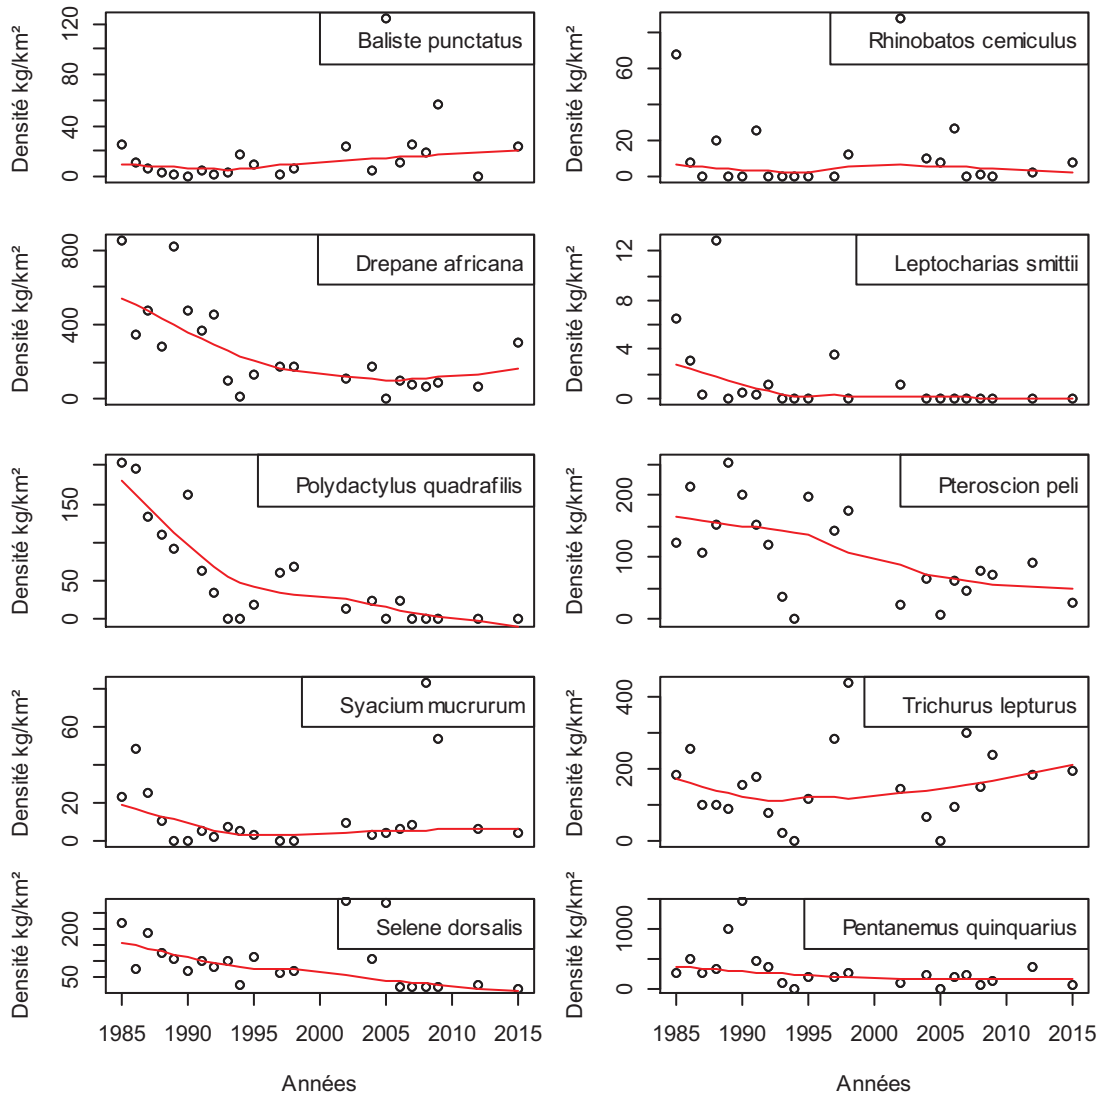 Baliste punctatus
Densité kg/km²
0 40 80 120
Rhinobatos cemiculus
Densité kg/km²
0 20 60
Drepane africana
Densité kg/km²
0 400 800
Leptocharias smittii
Densité kg/km²
0 4 8 12
Polydactylus quadrafilis
Densité kg/km²
0 50 150
Pteroscion peli
Densité kg/km²
0 100 200
Syacium mucrurum
Densité kg/km²
0 20 60
Trichurus lepturus
Densité kg/km²
0 200 400
Selene dorsalis
Densité kg/km²
50 200
Pentanemus quinquarius
Densité kg/km²
0 1000
1985 1990 1995 2000 2005 2010 2015
1985 1990 1995 2000 2005 2010 2015
Années
Années